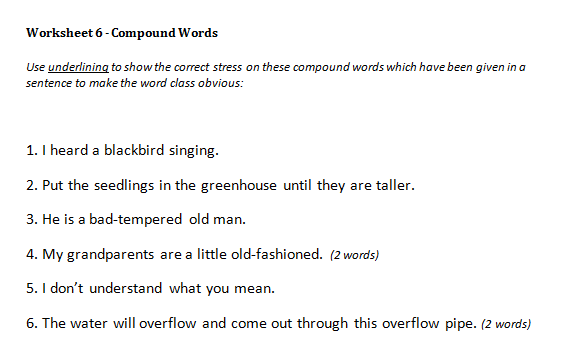 Worksheet 6 - Compound Words
Use underlining to show the correct stress on these compound words which have been given in a
sentence to make the word class obvious:
1. I heard a blackbird singing.
2. Put the seedlings in the greenhouse until they are taller.
3. He is a bad-tempered old man.
4. My grandparents are a little old-fashioned. (2 words)
5. I don't understand what you mean.
6. The water will overflow and come out through this overflow pipe. (2 words)